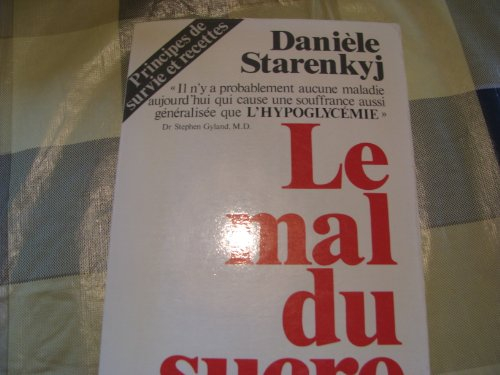 Principes de
survie et recettes
Danièle
Starenkyj
« Il n'y a probablement aucune maladie
aujourd'hui qui cause une souffrance aussi
généralisée que L'HYPOGLYCÉMIE »
Dr Stephen Gyland, M.D.
Le
mal
du
sucre